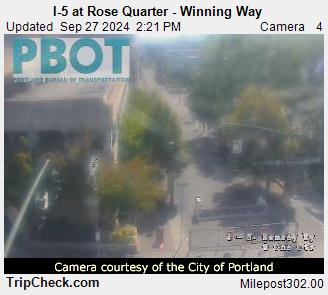 I-5 at Rose Quarter - Winning Way
Updated Sep 27 2024 2:21 PM Camera 4
PBOT
PORTLAND BUREAU OF TRANSPORTATION
Camera courtesy of the City of Portland
TripCheck.com Milepost302.00